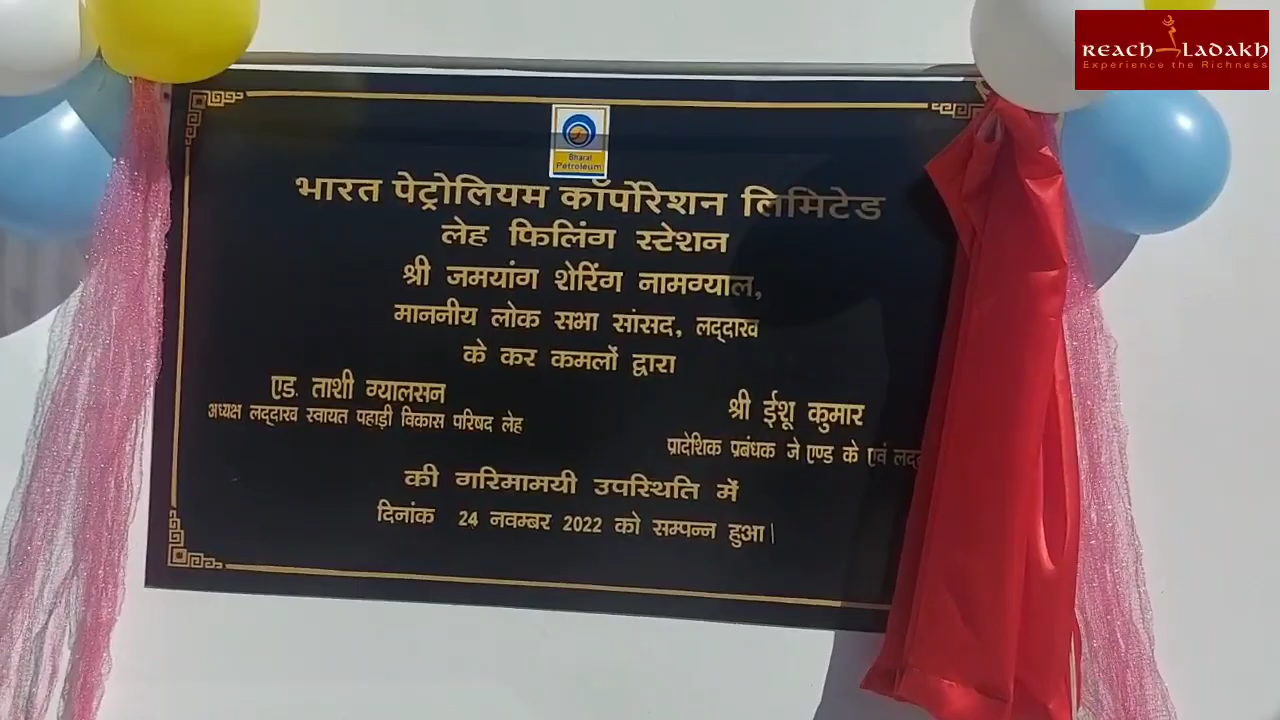 REACH LADAKH
Experience the Richness
Bharat
Petroleum
भारत पेट्रोलियम कॉर्पोरेशन लिमिटेड
लेह फिलिंग स्टेशन
श्री जमयांग शेरिंग नामग्याल,
माननीय लोक सभा सांसद, लद्दाख
के कर कमलों द्वारा
एड. ताशी ग्यालसन
अध्यक्ष लद्दाख स्वायत पहाड़ी विकास परिषद लेह
श्री ईशू कुमार
प्रादेशिक प्रबंधक जे एण्ड के एवं
की गरिमामयी उपस्थिति में
दिनांक 24 नवम्बर 2022 को सम्पन्न हुआ|